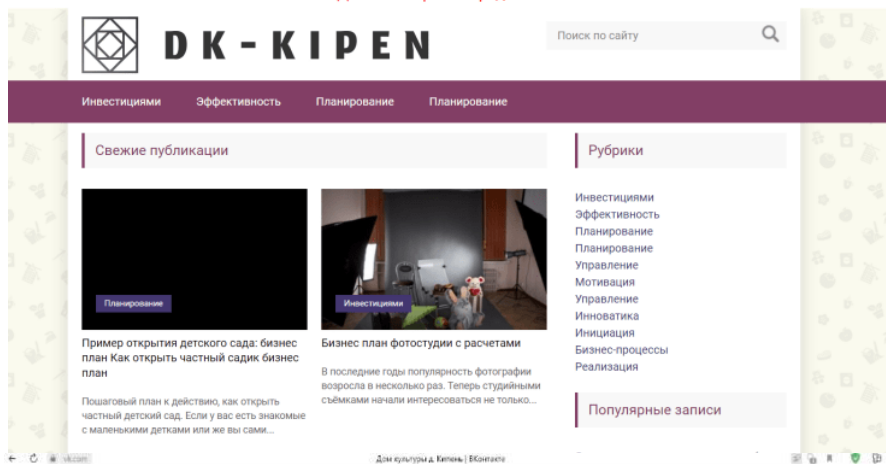 DK-KIPEN
Поиск по сайту
Инвестициями Эффективность Планирование Планирование
Свежие публикации
Планирование
Пример открытия детского сада: бизнес
план Как открыть частный садик бизнес
план
Пошаговый план к действию, как открыть
частный детский сад. Если у вас есть знакомые
с маленькими детками или же вы сами...
Инвестициями
Бизнес план фотостудии с расчетами
В последние годы популярность фотографии
возросла в несколько раз. Теперь студийными
съёмками начали интересоваться не только...
Рубрики
Инвестициями
Эффективность
Планирование
Планирование
Управление
Мотивация
Управление
Инноватика
Инициация
Бизнес-процессы
Реализация
Популярные записи
vk.com
Дом культуры д. Кипень | ВКонтакте